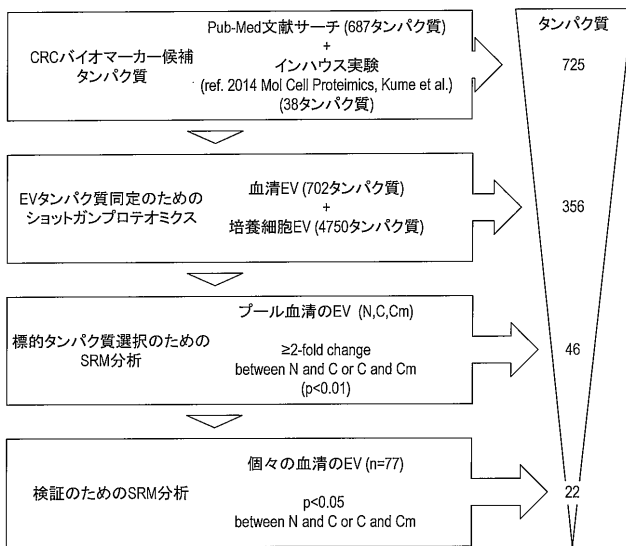 タンパク質
CRCバイオマーカー候補
タンパク質
Pub-Med文献サーチ (687タンパク質)
+
インハウス実験
(ref. 2014 Mol Cell Proteimics, Kume et al.)
(38タンパク質)
725
EVタンパク質同定のための
ショットガンプロテオミクス
血清EV (702タンパク質)
+
培養細胞EV (4750タンパク質)
356
標的タンパク質選択のための
SRM分析
プール血清のEV (N,C,Cm)
≥2-fold change
between N and C or C and Cm
(p<0.01)
46
検証のためのSRM分析
個々の血清のEV (n=77)
p<0.05
between N and C or C and Cm
22